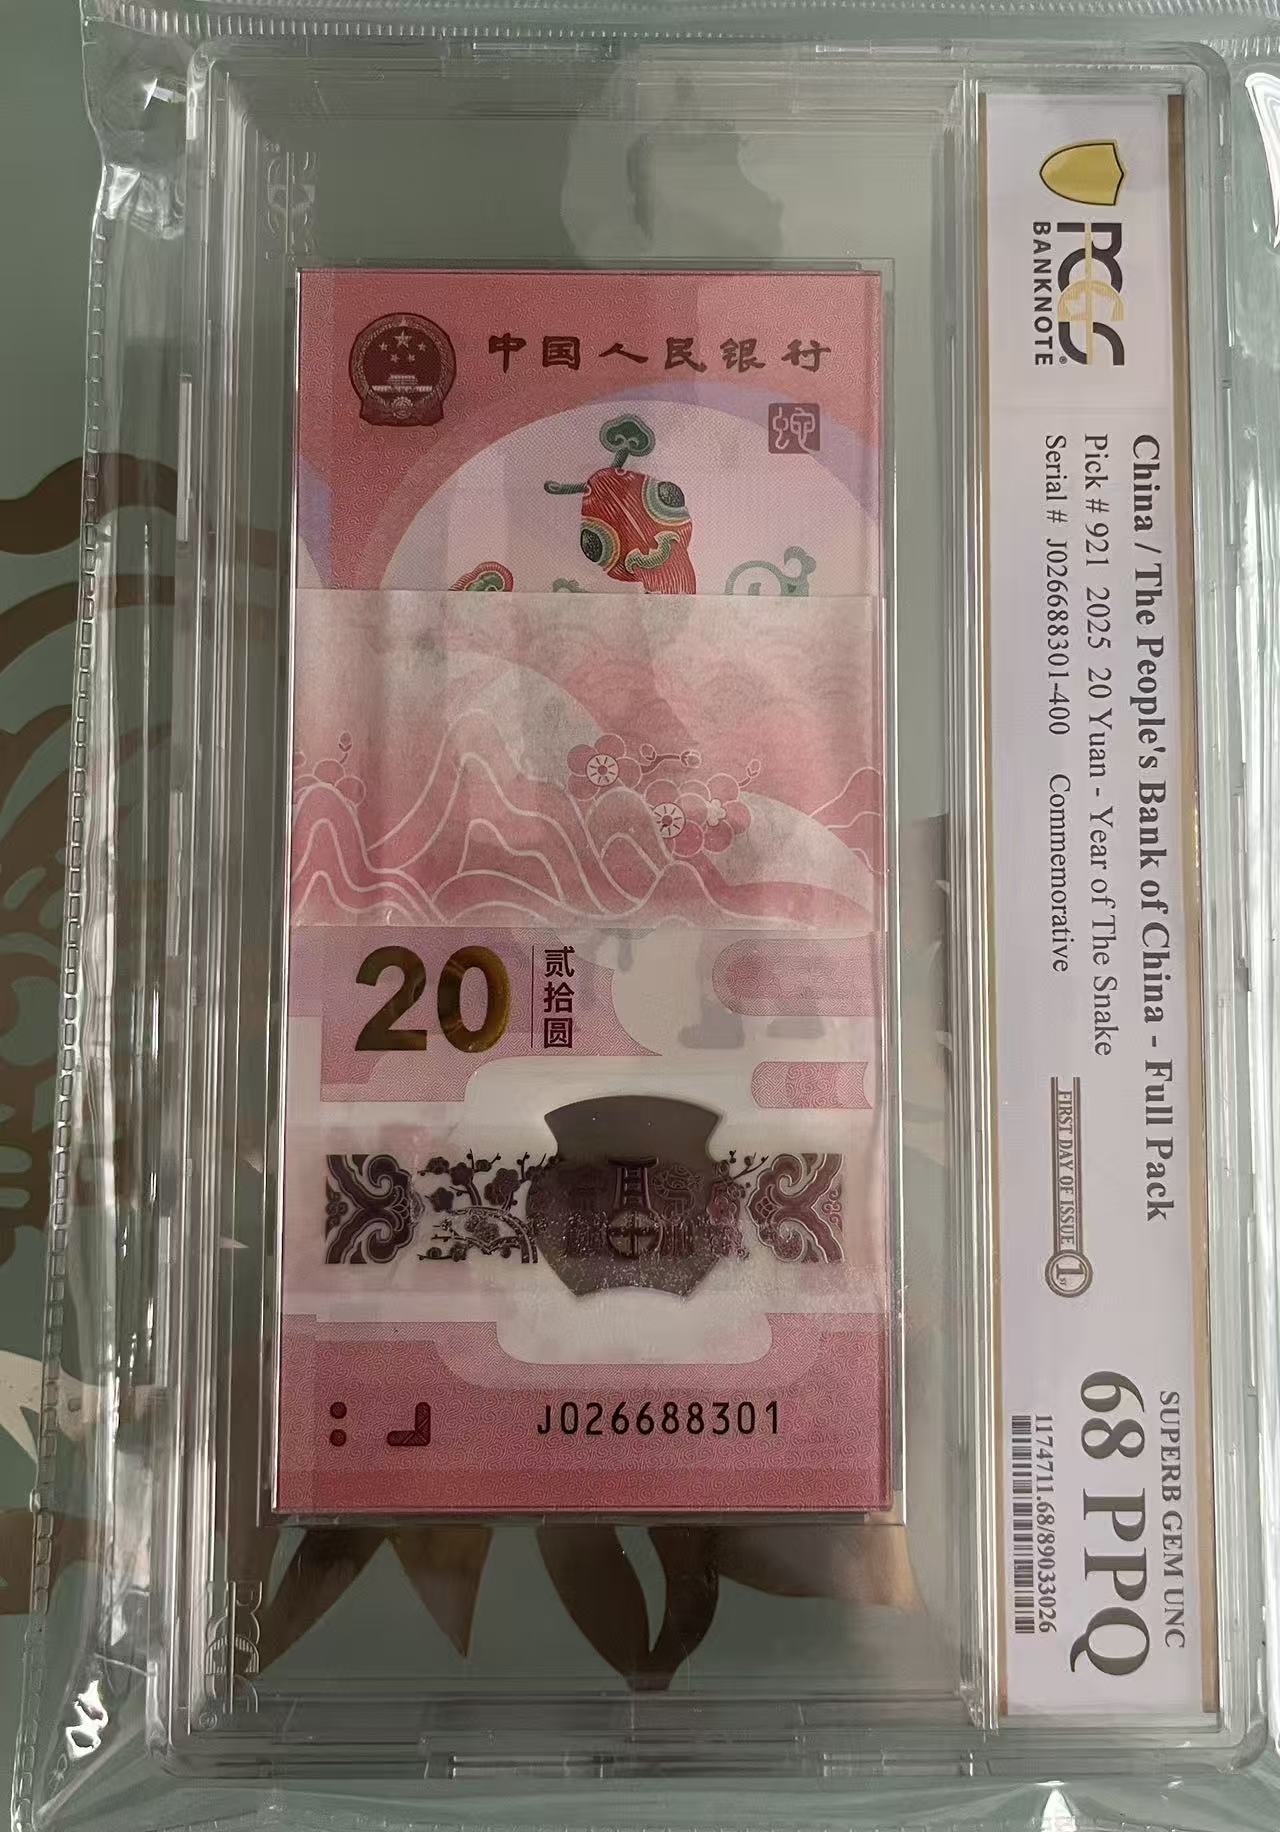 中国人民银行
蛇
20
贰拾圆
J026688301
PCGS
BANKNOTE
China / The People's Bank of China - Full Pack
Pick # 921 2025 20 Yuan - Year of The Snake
Serial # J026688301-400 Commemorative
FIRST DAY OF ISSUE 1st
SUPERB GEM UNC
68 PPQ
1174711.68/89033026